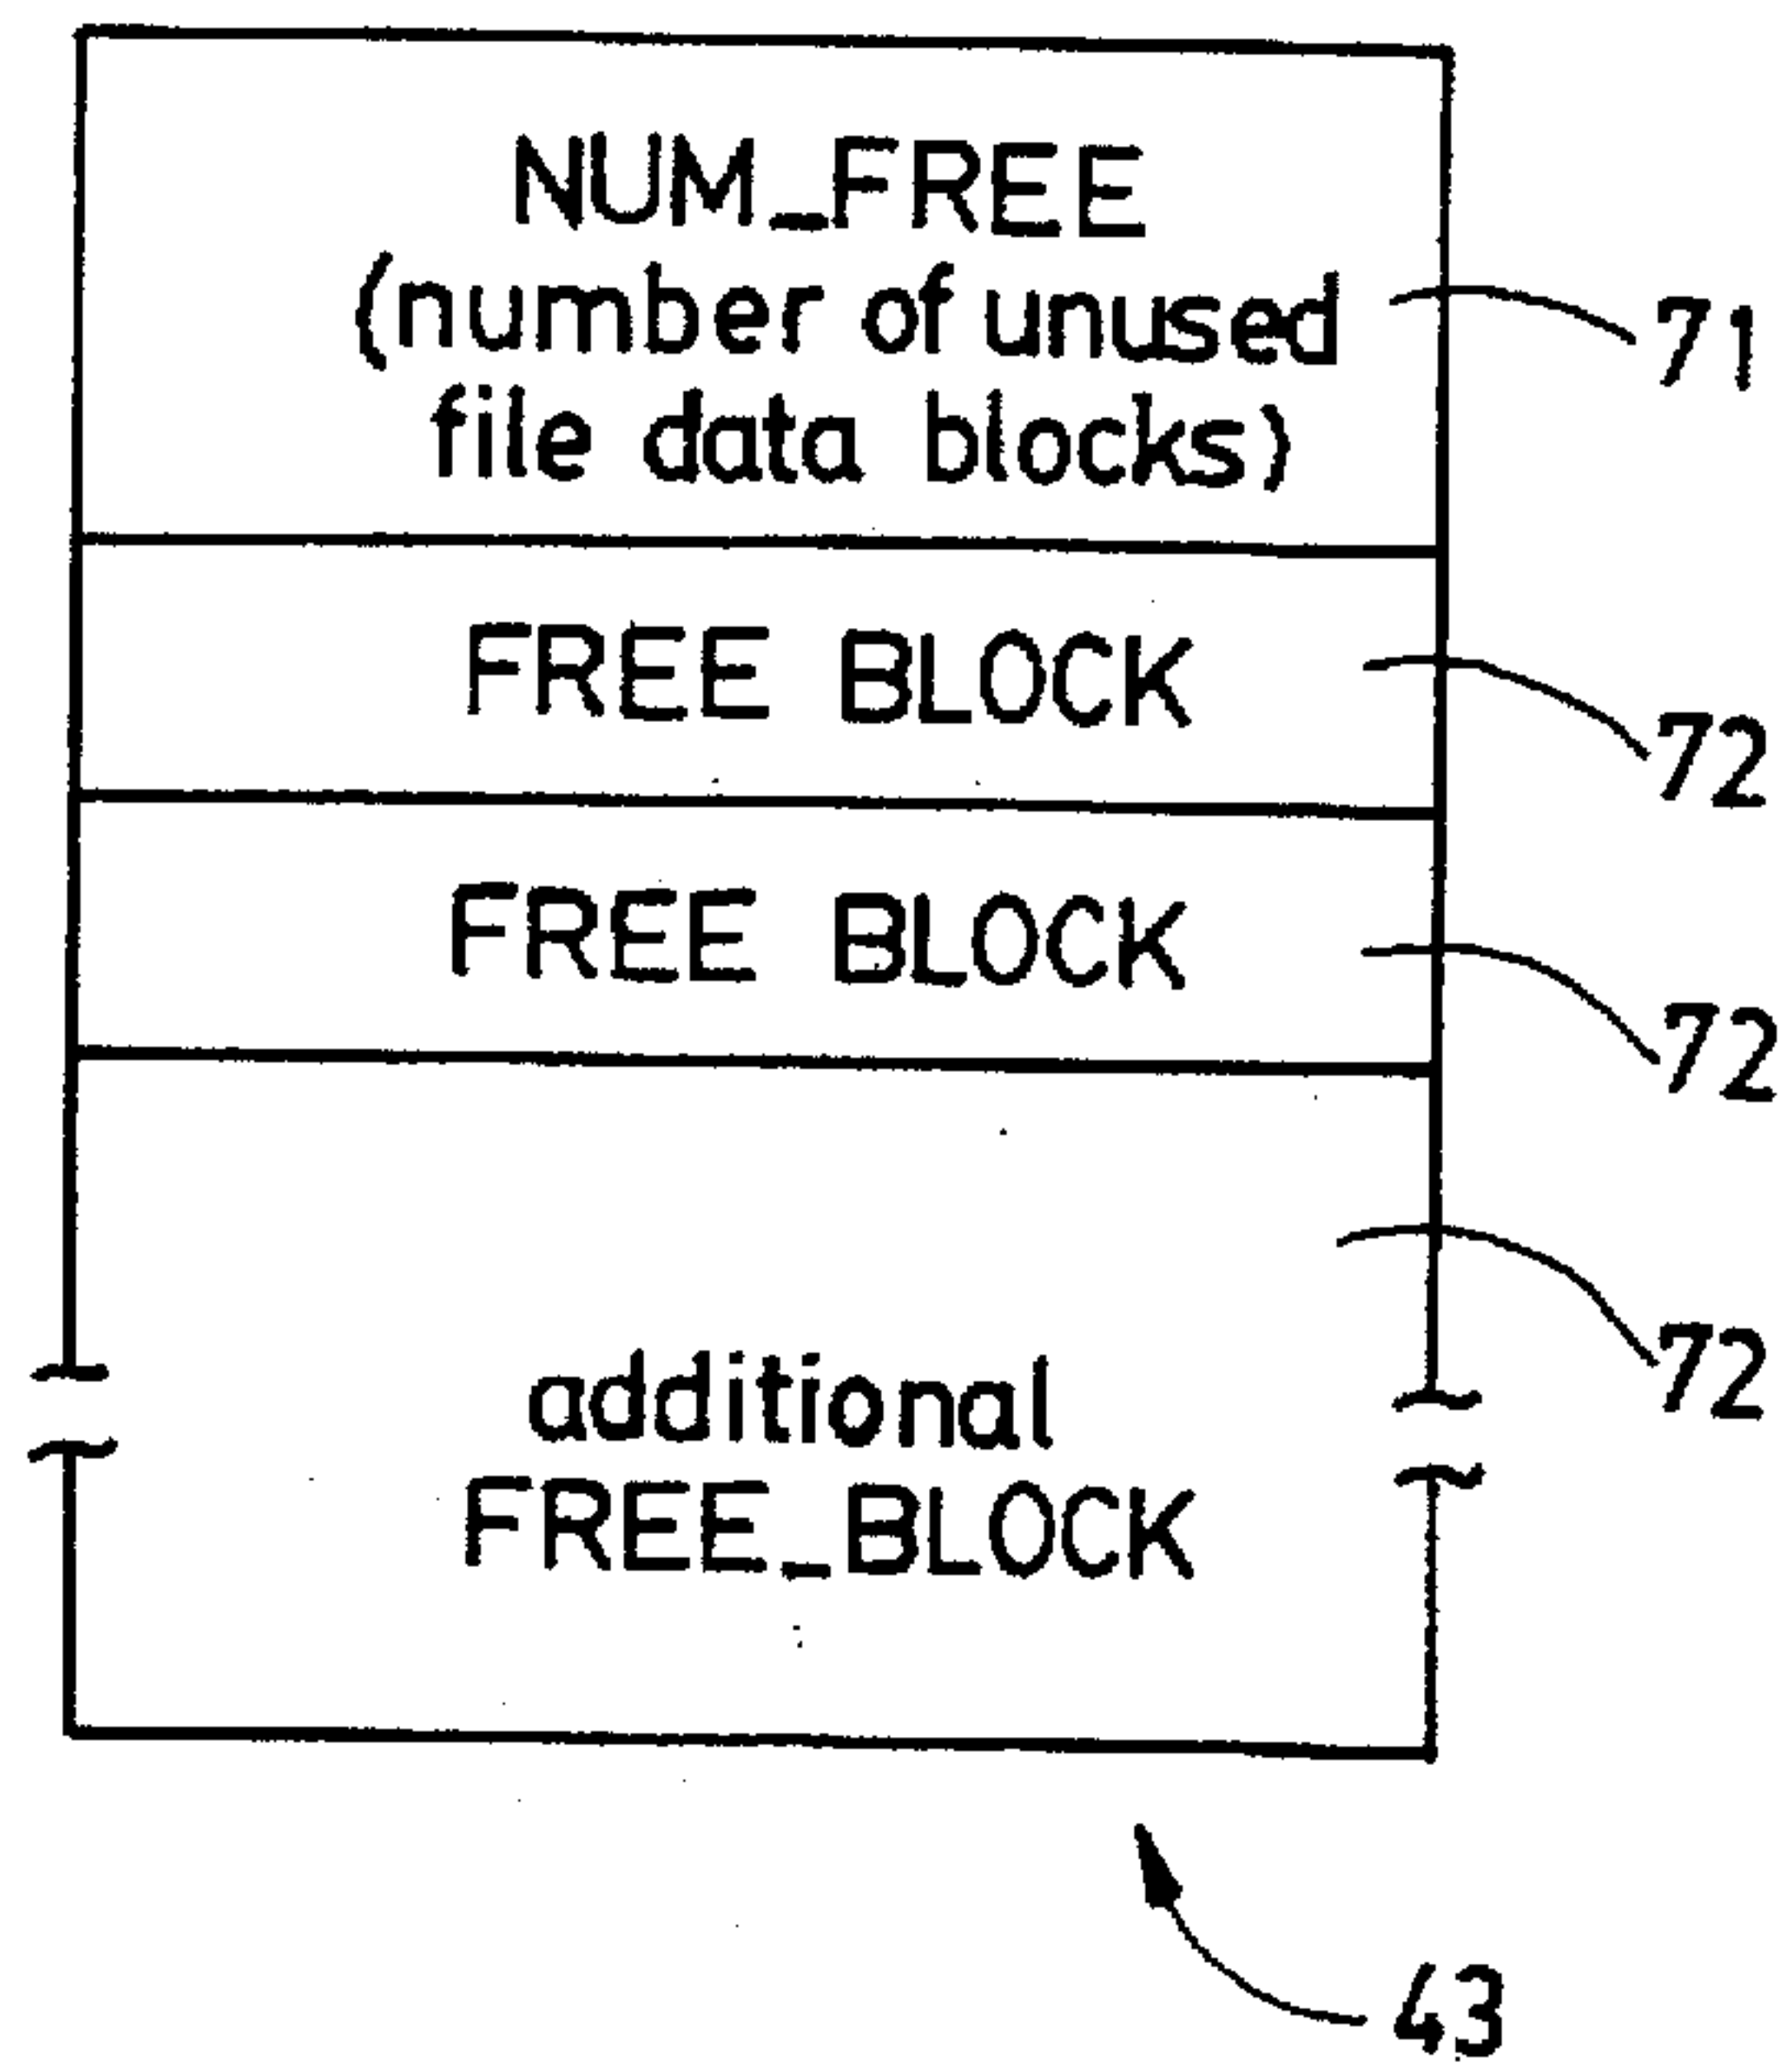 NUM_FREE
(number of unused
file data blocks)
71
FREE BLOCK
72
FREE BLOCK
72
72
additional
FREE_BLOCK
43